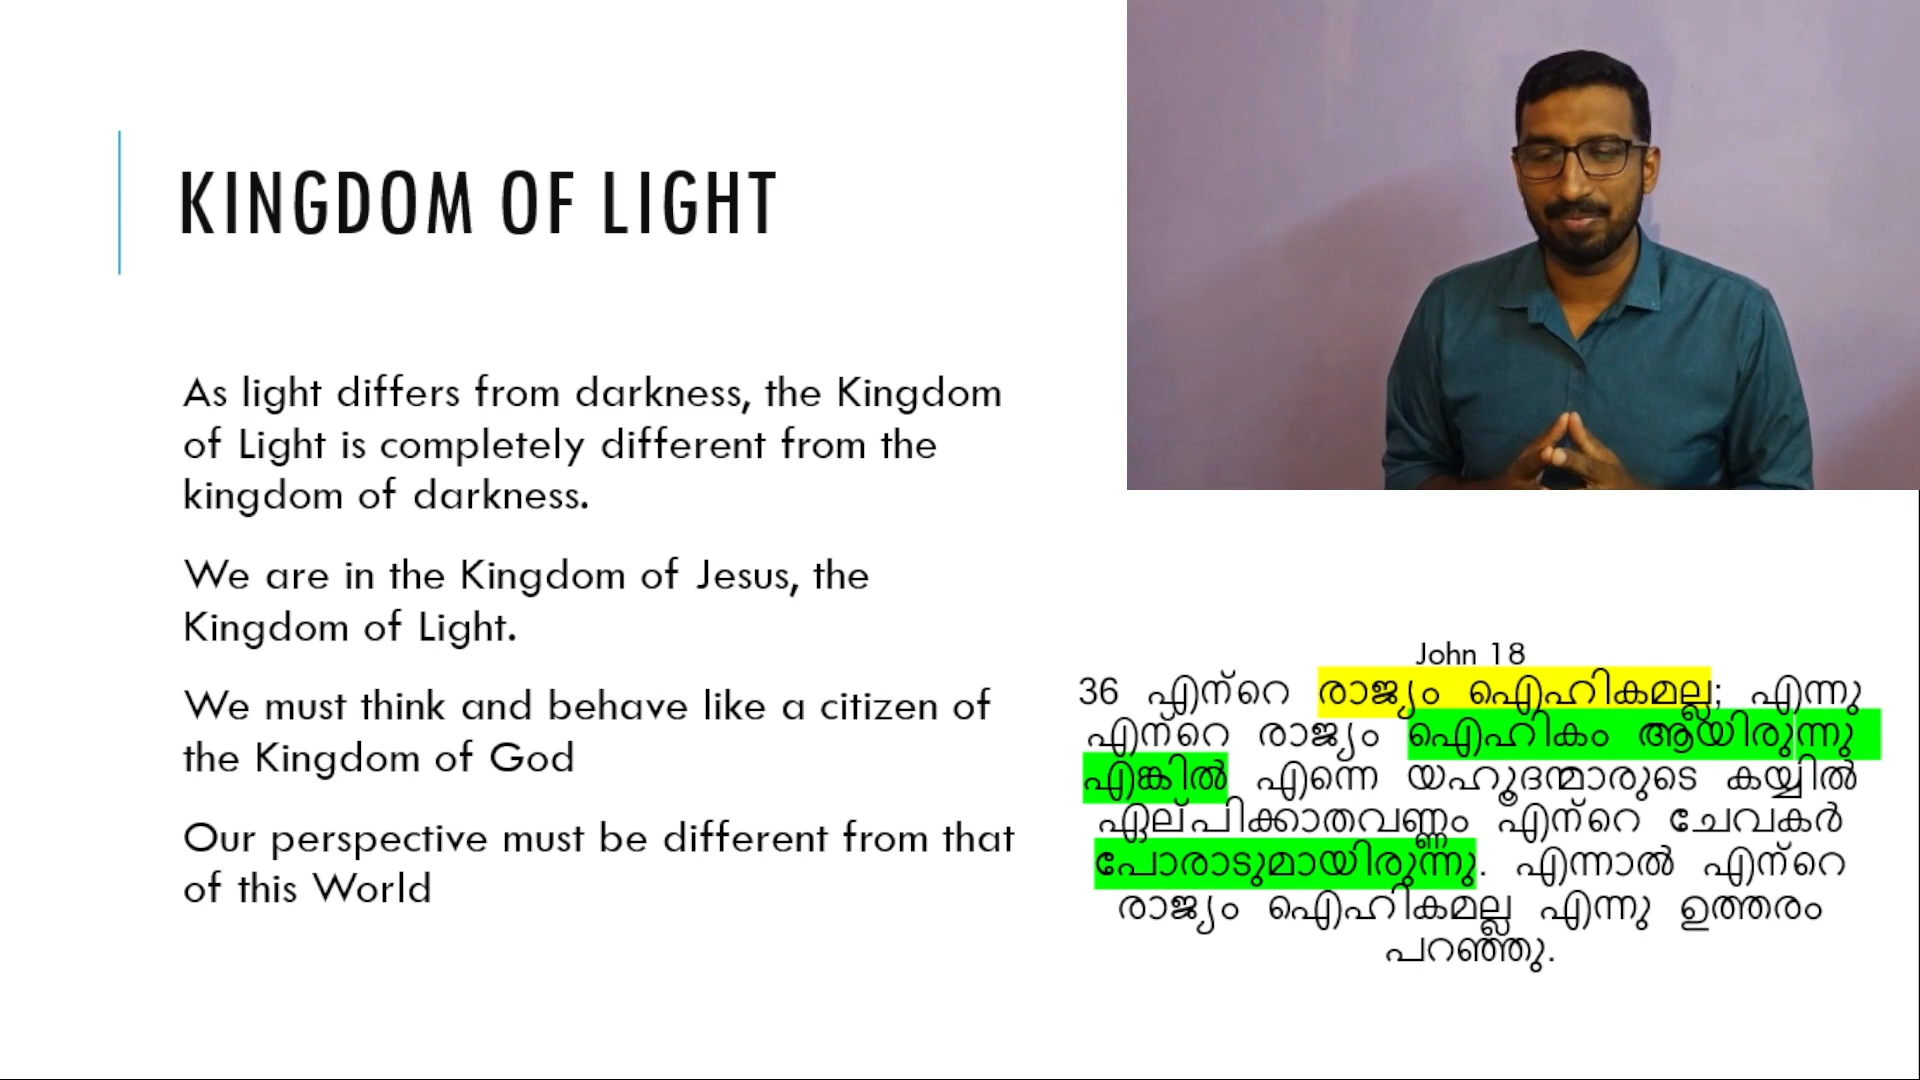 KINGDOM OF LIGHT
As light differs from darkness, the Kingdom
of Light is completely different from the
kingdom of darkness.
We are in the Kingdom of Jesus, the
Kingdom of Light.
We must think and behave like a citizen of
the Kingdom of God
Our perspective must be different from that
of this World
John 18
36 എന്റെ രാജ്യം ഐഹികമല്ല; എന്നു
എന്റെ രാജ്യം ഐഹികം ആയിരുന്നു
എങ്കിൽ എന്നെ യഹൂദന്മാരുടെ കയ്യിൽ
ഏല്പിക്കാതവണ്ണം എന്റെ ചേവകർ
പോരാടുമായിരുന്നു. എന്നാൽ എന്റെ
രാജ്യം ഐഹികമല്ല എന്നു ഉത്തരം
പറഞ്ഞു.